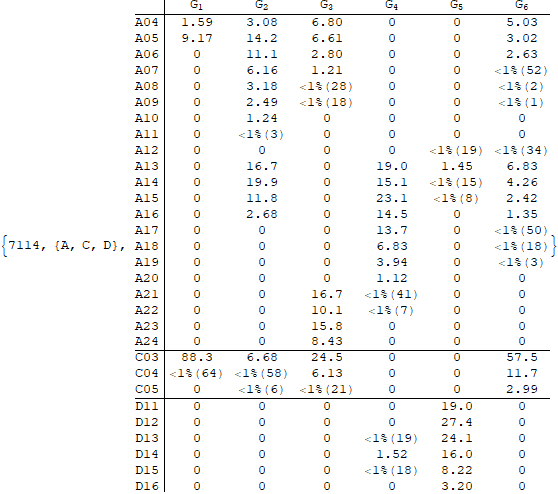 G1 G2 G3 G4 G5 G6
A04 1.59 3.08 6.80 0 0 5.03
A05 9.17 14.2 6.61 0 0 3.02
A06 0 11.1 2.80 0 0 2.63
A07 0 6.16 1.21 0 0 <1%(52)
A08 0 3.18 <1%(28) 0 0 <1%(2)
A09 0 2.49 <1%(18) 0 0 <1%(1)
A10 0 1.24 0 0 0 0
A11 0 <1%(3) 0 0 0 0
A12 0 0 0 0 <1%(19) <1%(34)
A13 0 16.7 0 19.0 1.45 6.83
A14 0 19.9 0 15.1 <1%(15) 4.26
A15 0 11.8 0 23.1 <1%(8) 2.42
A16 0 2.68 0 14.5 0 1.35
A17 0 0 0 13.7 0 <1%(50)
{7114, {A, C, D}, A18 0 0 0 6.83 0 <1%(18) }
A19 0 0 0 3.94 0 <1%(3)
A20 0 0 0 1.12 0 0
A21 0 0 16.7 <1%(41) 0 0
A22 0 0 10.1 <1%(7) 0 0
A23 0 0 15.8 0 0 0
A24 0 0 8.43 0 0 0
C03 88.3 6.68 24.5 0 0 57.5
C04 <1%(64) <1%(58) 6.13 0 0 11.7
C05 0 <1%(6) <1%(21) 0 0 2.99
D11 0 0 0 0 19.0 0
D12 0 0 0 0 27.4 0
D13 0 0 0 <1%(19) 24.1 0
D14 0 0 0 1.52 16.0 0
D15 0 0 0 <1%(18) 8.22 0
D16 0 0 0 0 3.20 0